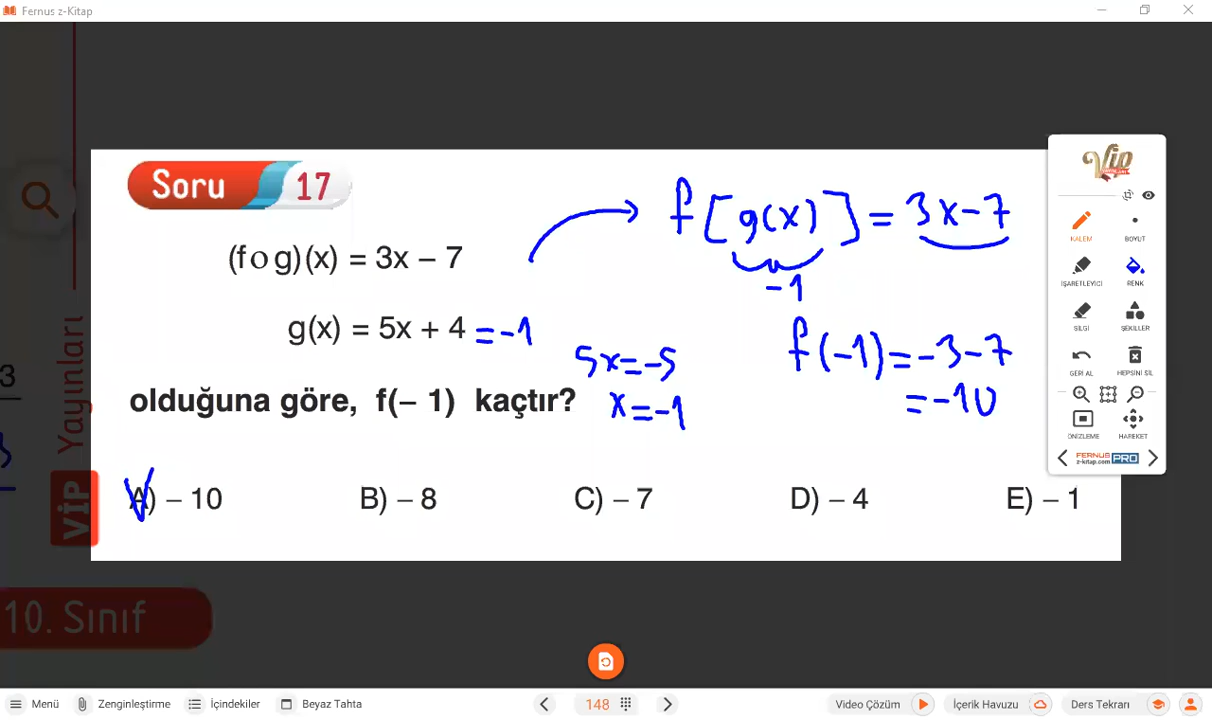 Fernus z-Kitap
Soru 17
(fog)(x) = 3x – 7
f[g(x)] = 3x-7
-1
g(x) = 5x + 4 = -1
5x = -5
x = -1
f(-1) = -3-7
= -10
olduğuna göre, f(– 1) kaçtır?
A) – 10 B) – 8 C) – 7 D) – 4 E) – 1
3
Yayınları
VİP
10. Sınıf
Vip
KALEM BOYUT
İŞARETLEYİCİ RENK
SİLGİ ŞEKİLLER
GERİ AL HEPSİNİ SİL
ÖNİZLEME HAREKET
FERNUS
z-kitap.com PRO
Menü Zenginleştirme İçindekiler Beyaz Tahta 148 Video Çözüm İçerik Havuzu Ders Tekrarı